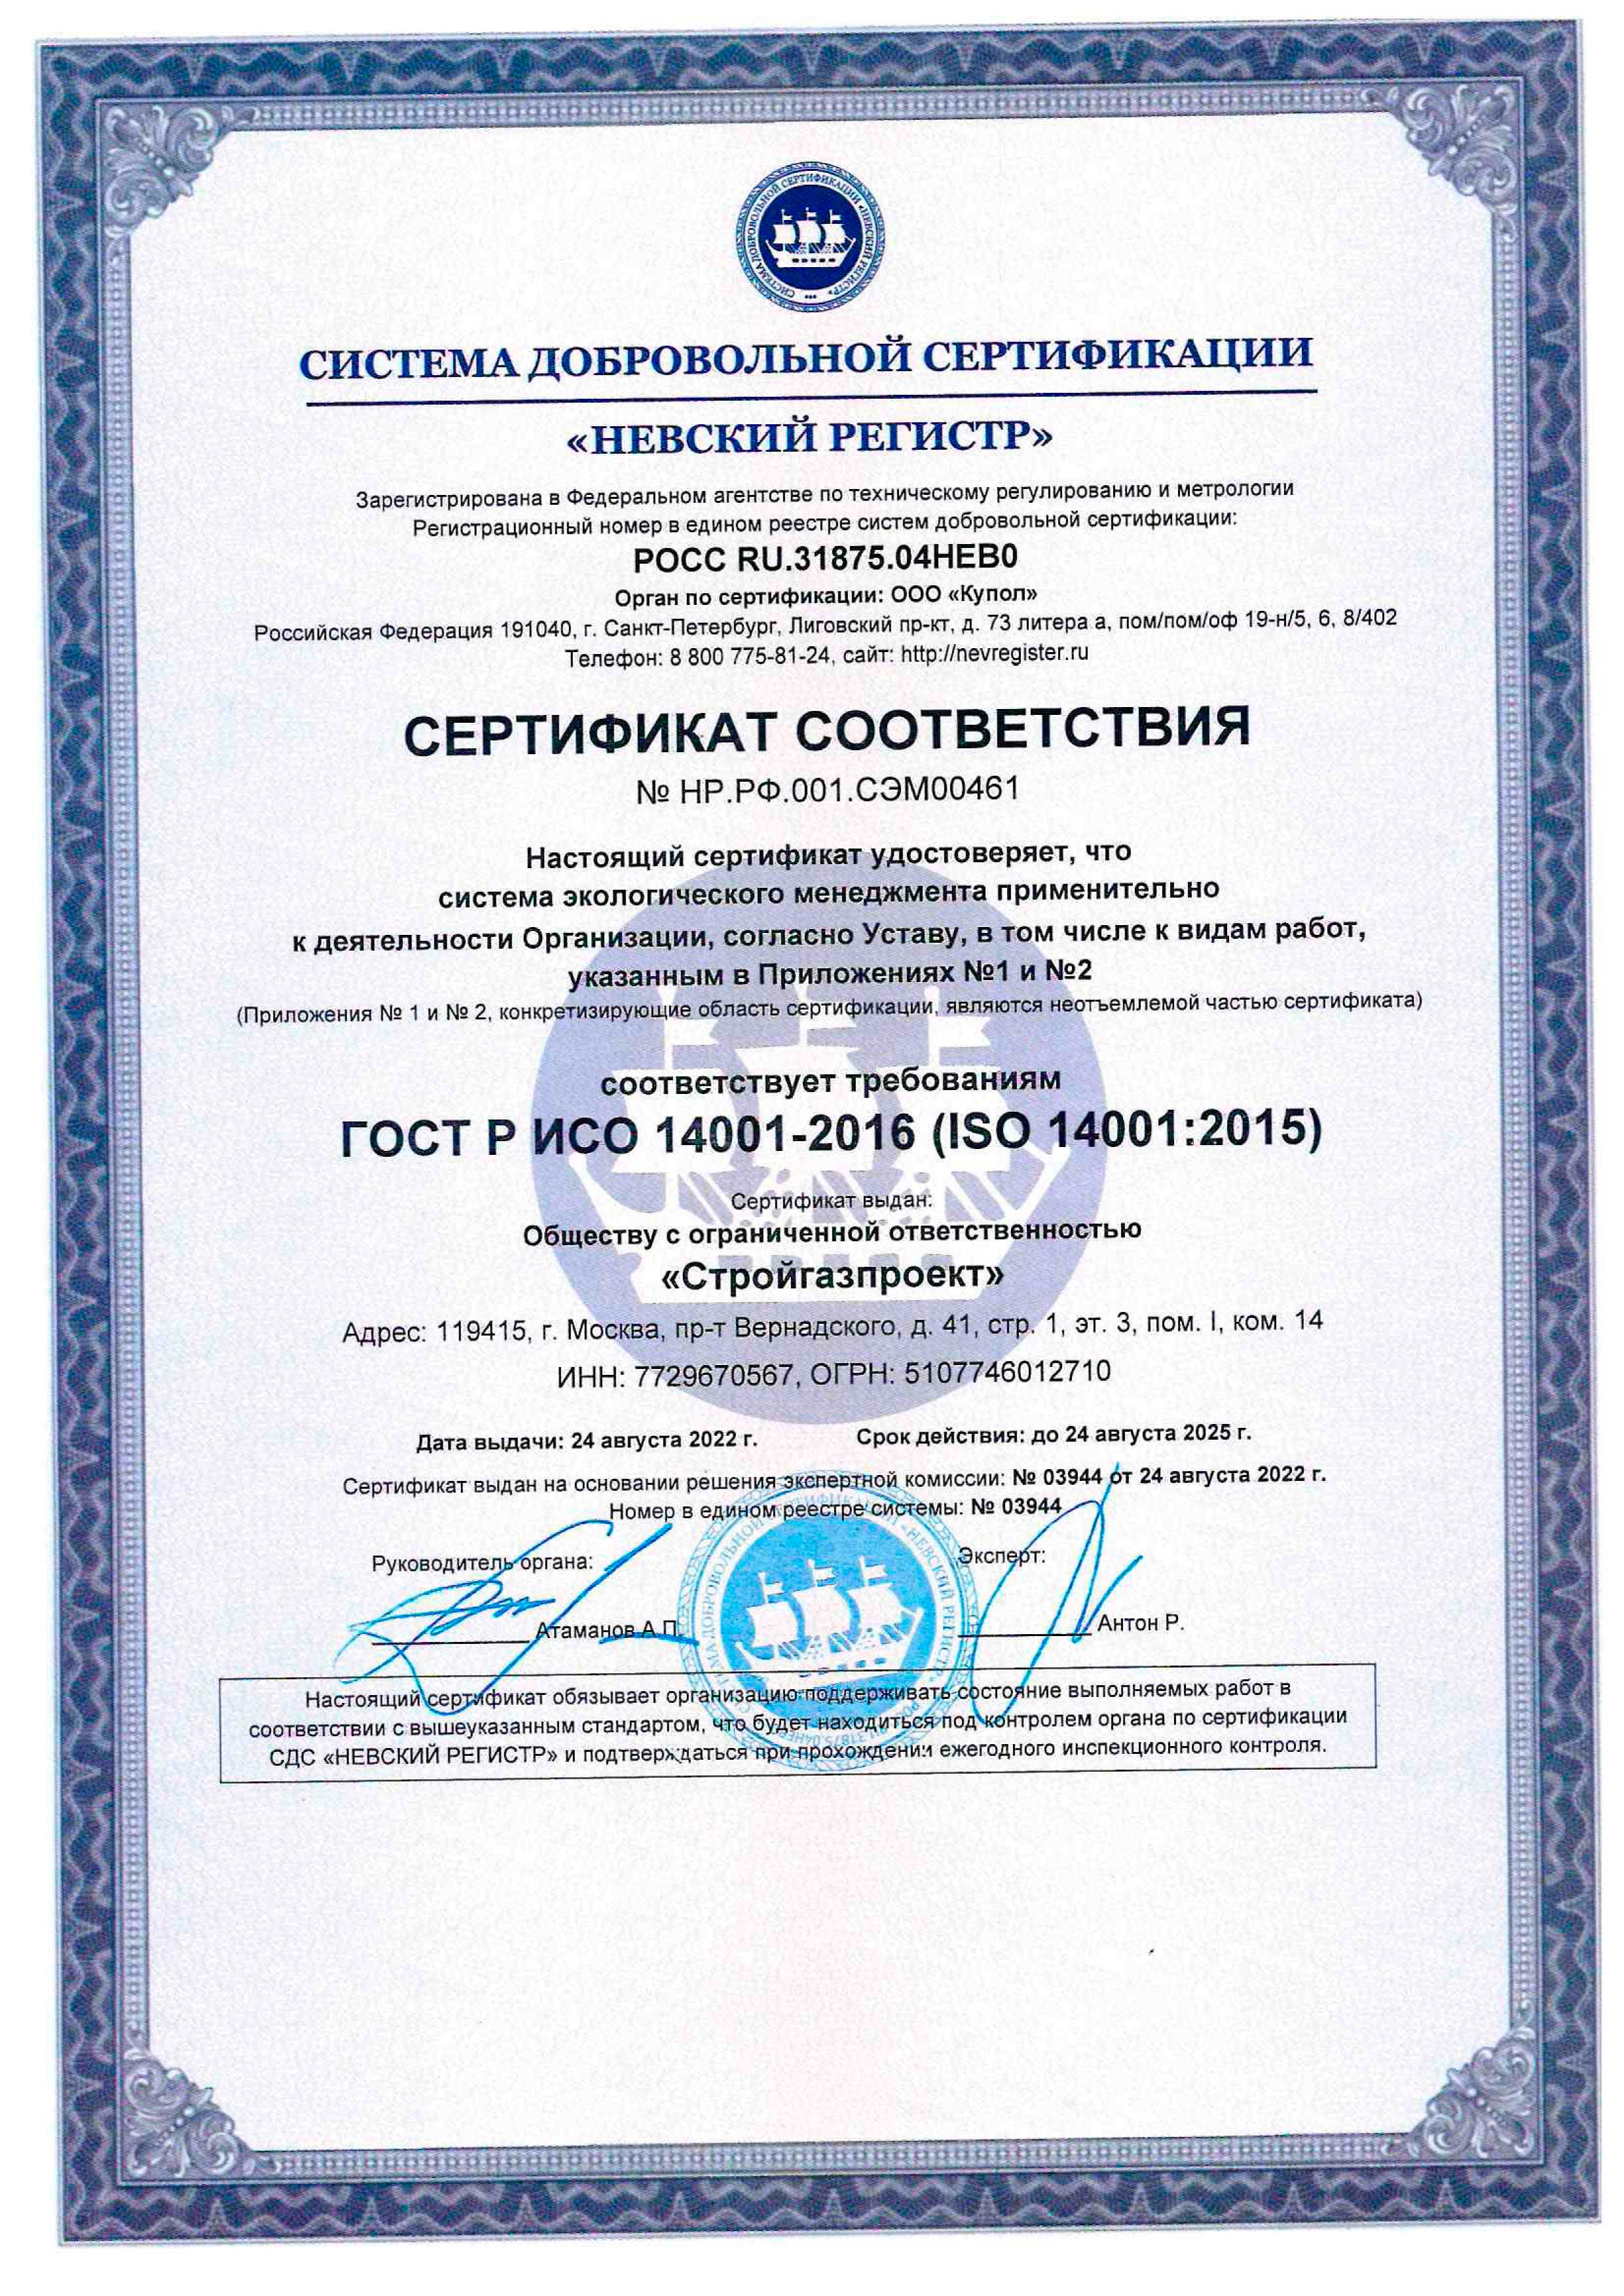 СИСТЕМА ДОБРОВОЛЬНОЙ СЕРТИФИКАЦИИ «НЕВСКИЙ РЕГИСТР»
СИСТЕМА ДОБРОВОЛЬНОЙ СЕРТИФИКАЦИИ
«НЕВСКИЙ РЕГИСТР»
Зарегистрирована в Федеральном агентстве по техническому регулированию и метрологии
Регистрационный номер в едином реестре систем добровольной сертификации:
РОСС RU.31875.04НЕВ0
Орган по сертификации: ООО «Купол»
Российская Федерация 191040, г. Санкт-Петербург, Лиговский пр-кт, д. 73 литера а, пом/пом/оф 19-н/5, 6, 8/402
Телефон: 8 800 775-81-24, сайт: http://nevregister.ru
СЕРТИФИКАТ СООТВЕТСТВИЯ
№ НР.РФ.001.СЭМ00461
Настоящий сертификат удостоверяет, что
система экологического менеджмента применительно
к деятельности Организации, согласно Уставу, в том числе к видам работ,
указанным в Приложениях №1 и №2
(Приложения № 1 и № 2, конкретизирующие область сертификации, являются неотъемлемой частью сертификата)
соответствует требованиям
ГОСТ Р ИСО 14001-2016 (ISO 14001:2015)
Сертификат выдан:
Обществу с ограниченной ответственностью
«Стройгазпроект»
Адрес: 119415, г. Москва, пр-т Вернадского, д. 41, стр. 1, эт. 3, пом. I, ком. 14
ИНН: 7729670567, ОГРН: 5107746012710
Дата выдачи: 24 августа 2022 г. Срок действия: до 24 августа 2025 г.
Сертификат выдан на основании решения экспертной комиссии: № 03944 от 24 августа 2022 г.
Номер в едином реестре системы: № 03944
Руководитель органа: Эксперт:
Атаманов А.П. Антон Р.
Настоящий сертификат обязывает организацию поддерживать состояние выполняемых работ в
соответствии с вышеуказанным стандартом, что будет находиться под контролем органа по сертификации
СДС «НЕВСКИЙ РЕГИСТР» и подтверждаться при прохождении ежегодного инспекционного контроля.